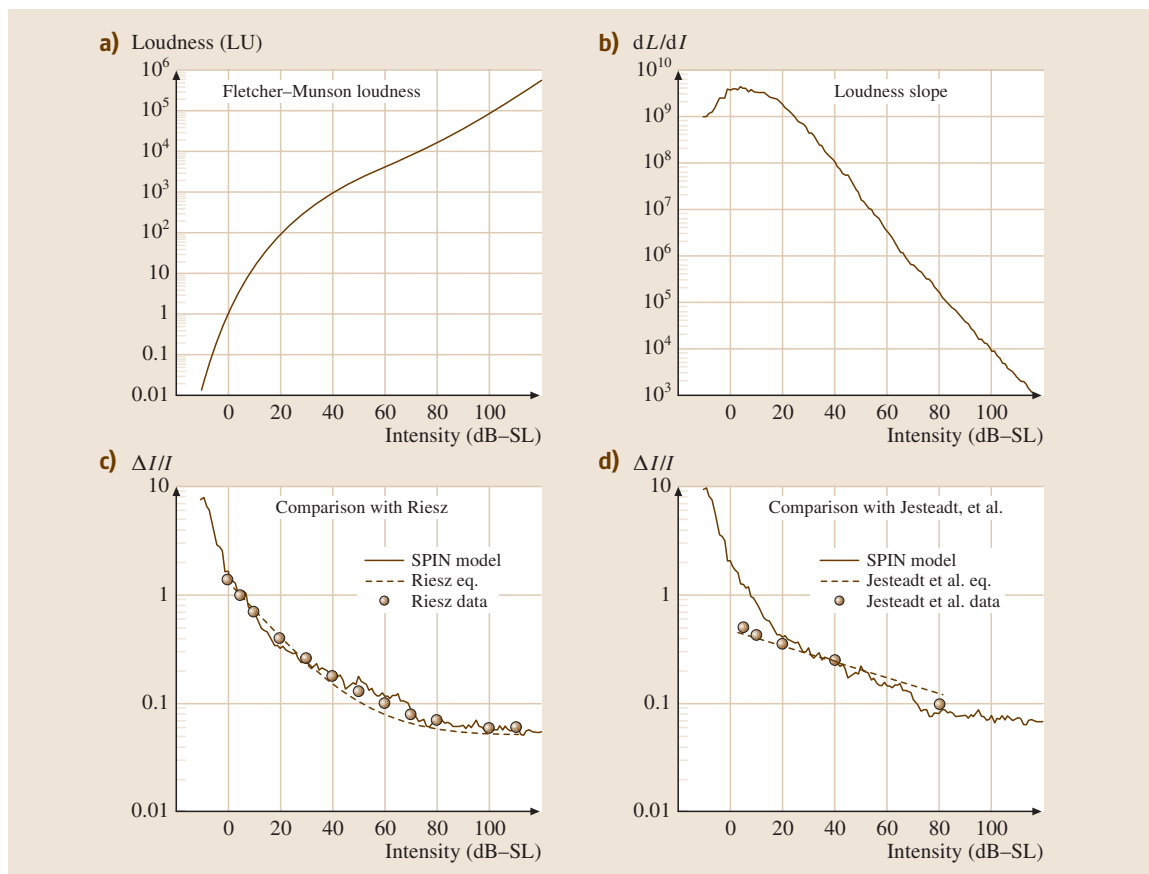 a) Loudness (LU)
10^6
10^5
10^4
10^3
10^2
10
1
0.1
0.01
Fletcher–Munson loudness
0 20 40 60 80 100
Intensity (dB–SL)
b) dL/dI
10^10
10^9
10^8
10^7
10^6
10^5
10^4
10^3
Loudness slope
0 20 40 60 80 100
Intensity (dB–SL)
c) ΔI/I
10
1
0.1
0.01
Comparison with Riesz
SPIN model
Riesz eq.
Riesz data
0 20 40 60 80 100
Intensity (dB–SL)
d) ΔI/I
10
1
0.1
0.01
Comparison with Jesteadt, et al.
SPIN model
Jesteadt et al. eq.
Jesteadt et al. data
0 20 40 60 80 100
Intensity (dB–SL)